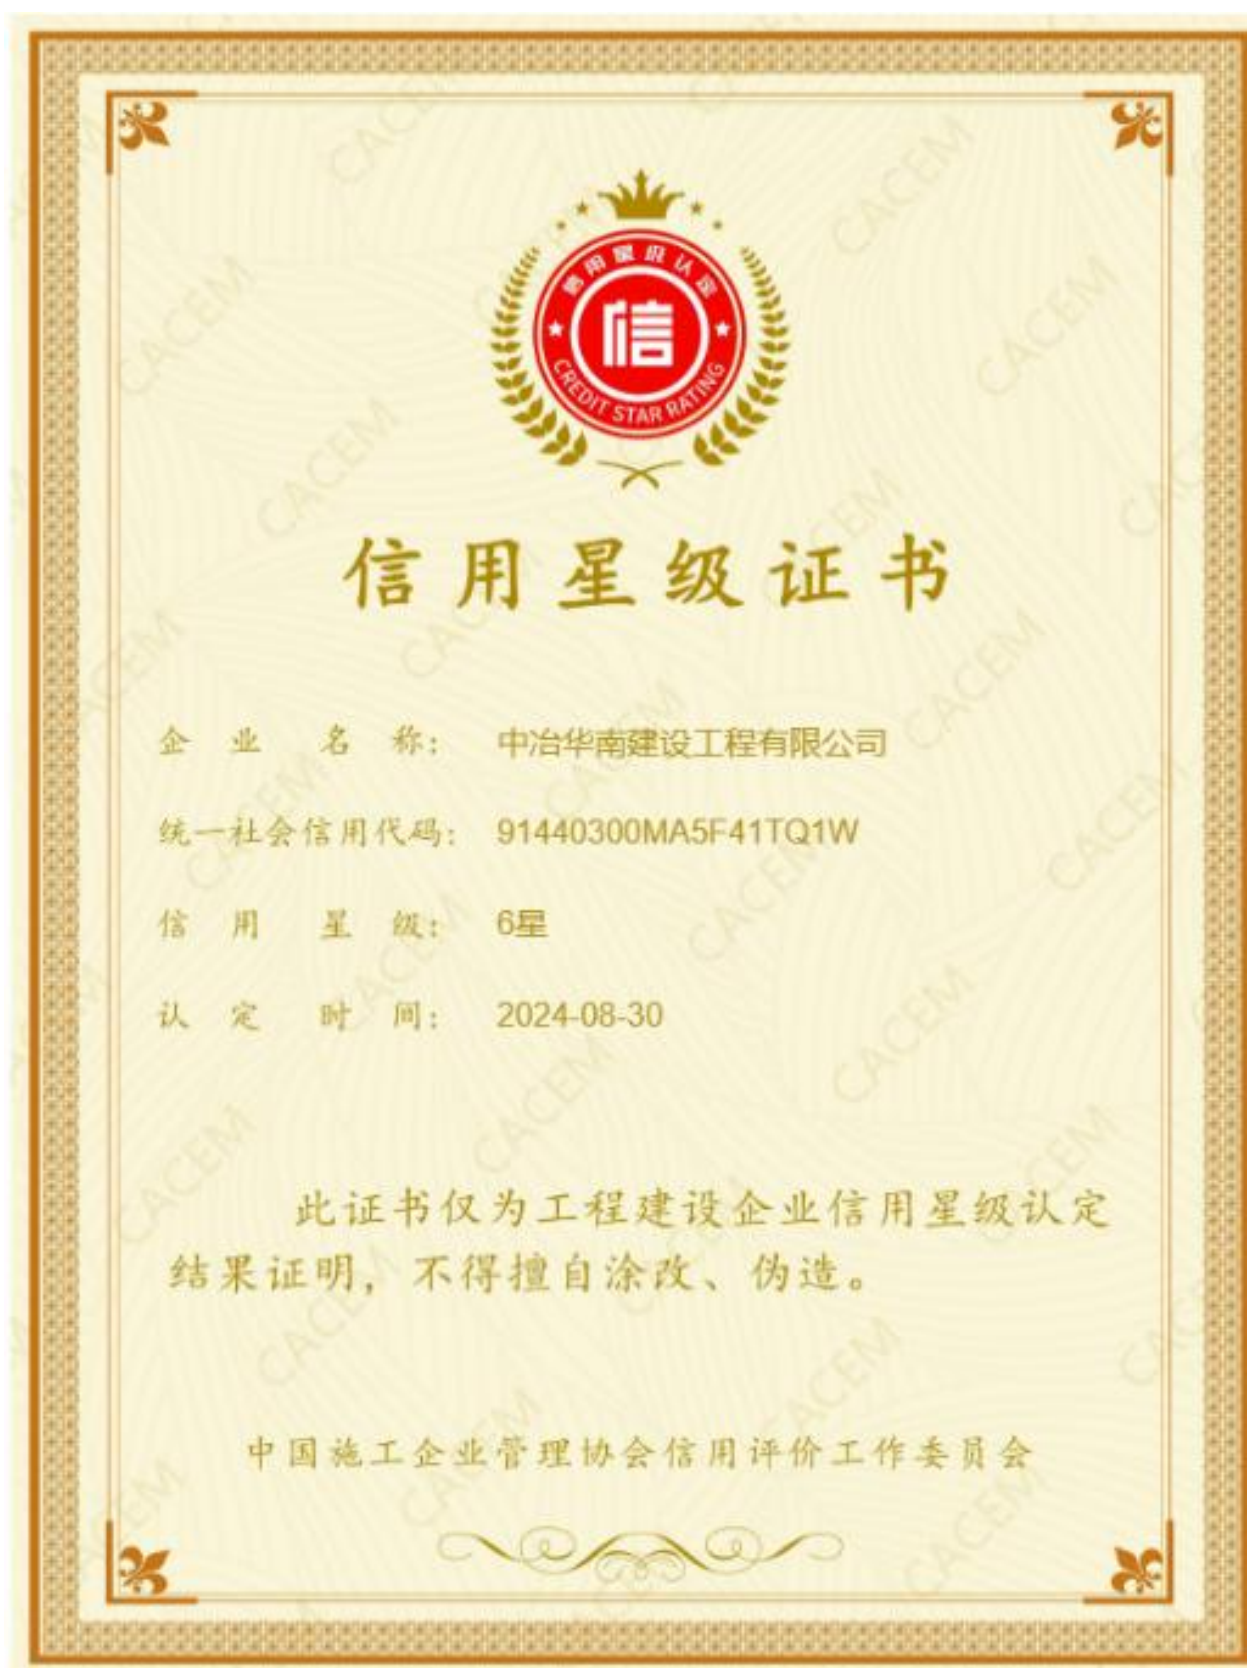 信用星级认定
信
CREDIT STAR RATING
信用星级证书
企业名称: 中冶华南建设工程有限公司
统一社会信用代码: 91440300MA5F41TQ1W
信用星级: 6星
认定时间: 2024-08-30
此证书仅为工程建设企业信用星级认定
结果证明，不得擅自涂改、伪造。
中国施工企业管理协会信用评价工作委员会
CACEM